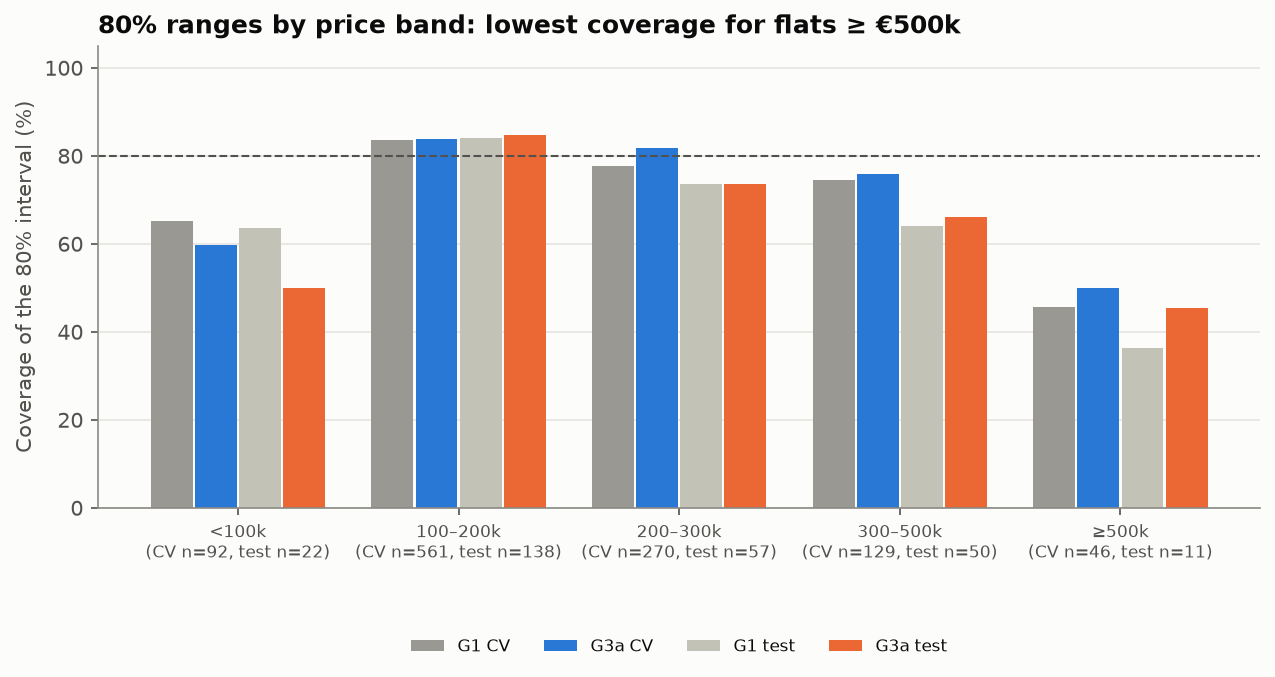 80% ranges by price band: lowest coverage for flats ≥ €500k
Coverage of the 80% interval (%)
100
80
60
40
20
0
<100k
(CV n=92, test n=22)
100–200k
(CV n=561, test n=138)
200–300k
(CV n=270, test n=57)
300–500k
(CV n=129, test n=50)
≥500k
(CV n=46, test n=11)
G1 CV
G3a CV
G1 test
G3a test